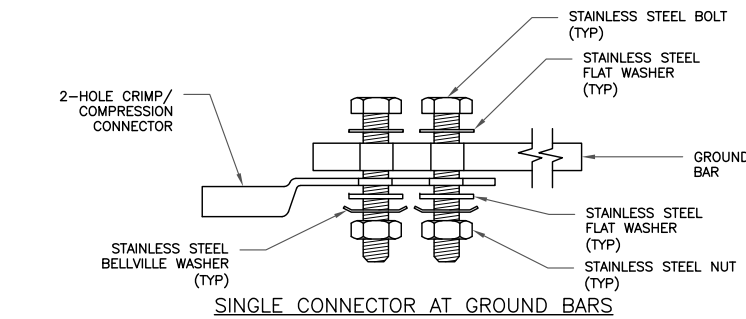 STAINLESS STEEL BOLT
(TYP)
STAINLESS STEEL
FLAT WASHER
(TYP)
2-HOLE CRIMP/
COMPRESSION
CONNECTOR
GROUND
BAR
STAINLESS STEEL
FLAT WASHER
(TYP)
STAINLESS STEEL
BELLVILLE WASHER
(TYP)
STAINLESS STEEL NUT
(TYP)
SINGLE CONNECTOR AT GROUND BARS